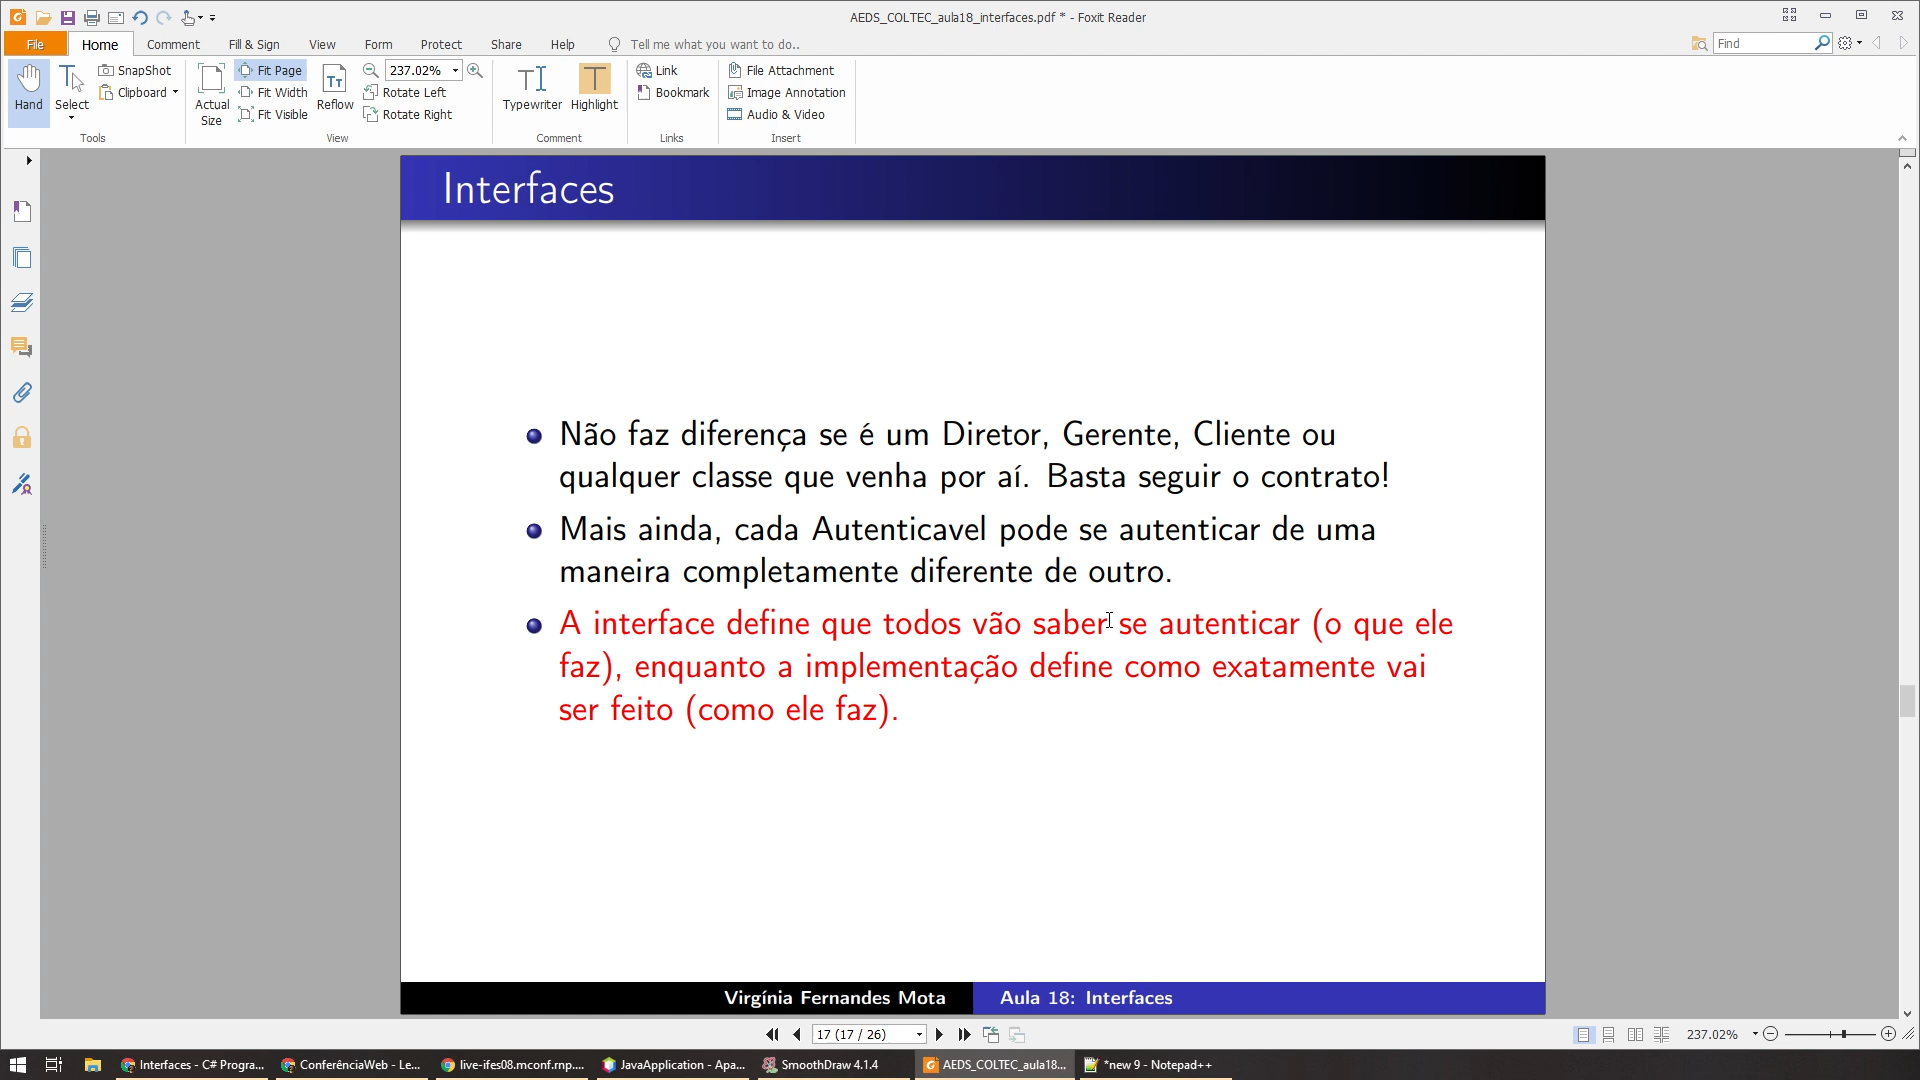 AEDS_COLTEC_aula18_interfaces.pdf * - Foxit Reader
File
Home
Comment
Fill & Sign
View
Form
Protect
Share
Help
Tell me what you want to do..
Find
Hand
Select
SnapShot
Clipboard
Tools
Actual
Size
Fit Page
Fit Width
Fit Visible
Reflow
237.02%
Rotate Left
Rotate Right
View
Typewriter
Highlight
Comment
Link
Bookmark
Links
File Attachment
Image Annotation
Audio & Video
Insert
Interfaces
Não faz diferença se é um Diretor, Gerente, Cliente ou
qualquer classe que venha por aí. Basta seguir o contrato!
Mais ainda, cada Autenticavel pode se autenticar de uma
maneira completamente diferente de outro.
A interface define que todos vão saber se autenticar (o que ele
faz), enquanto a implementação define como exatamente vai
ser feito (como ele faz).
Virgínia Fernandes Mota
Aula 18: Interfaces
17 (17 / 26)
237.02%
Interfaces - C# Progra...
ConferênciaWeb - Le...
live-ifes08.mconf.rnp....
JavaApplication - Apa...
SmoothDraw 4.1.4
AEDS_COLTEC_aula18...
*new 9 - Notepad++